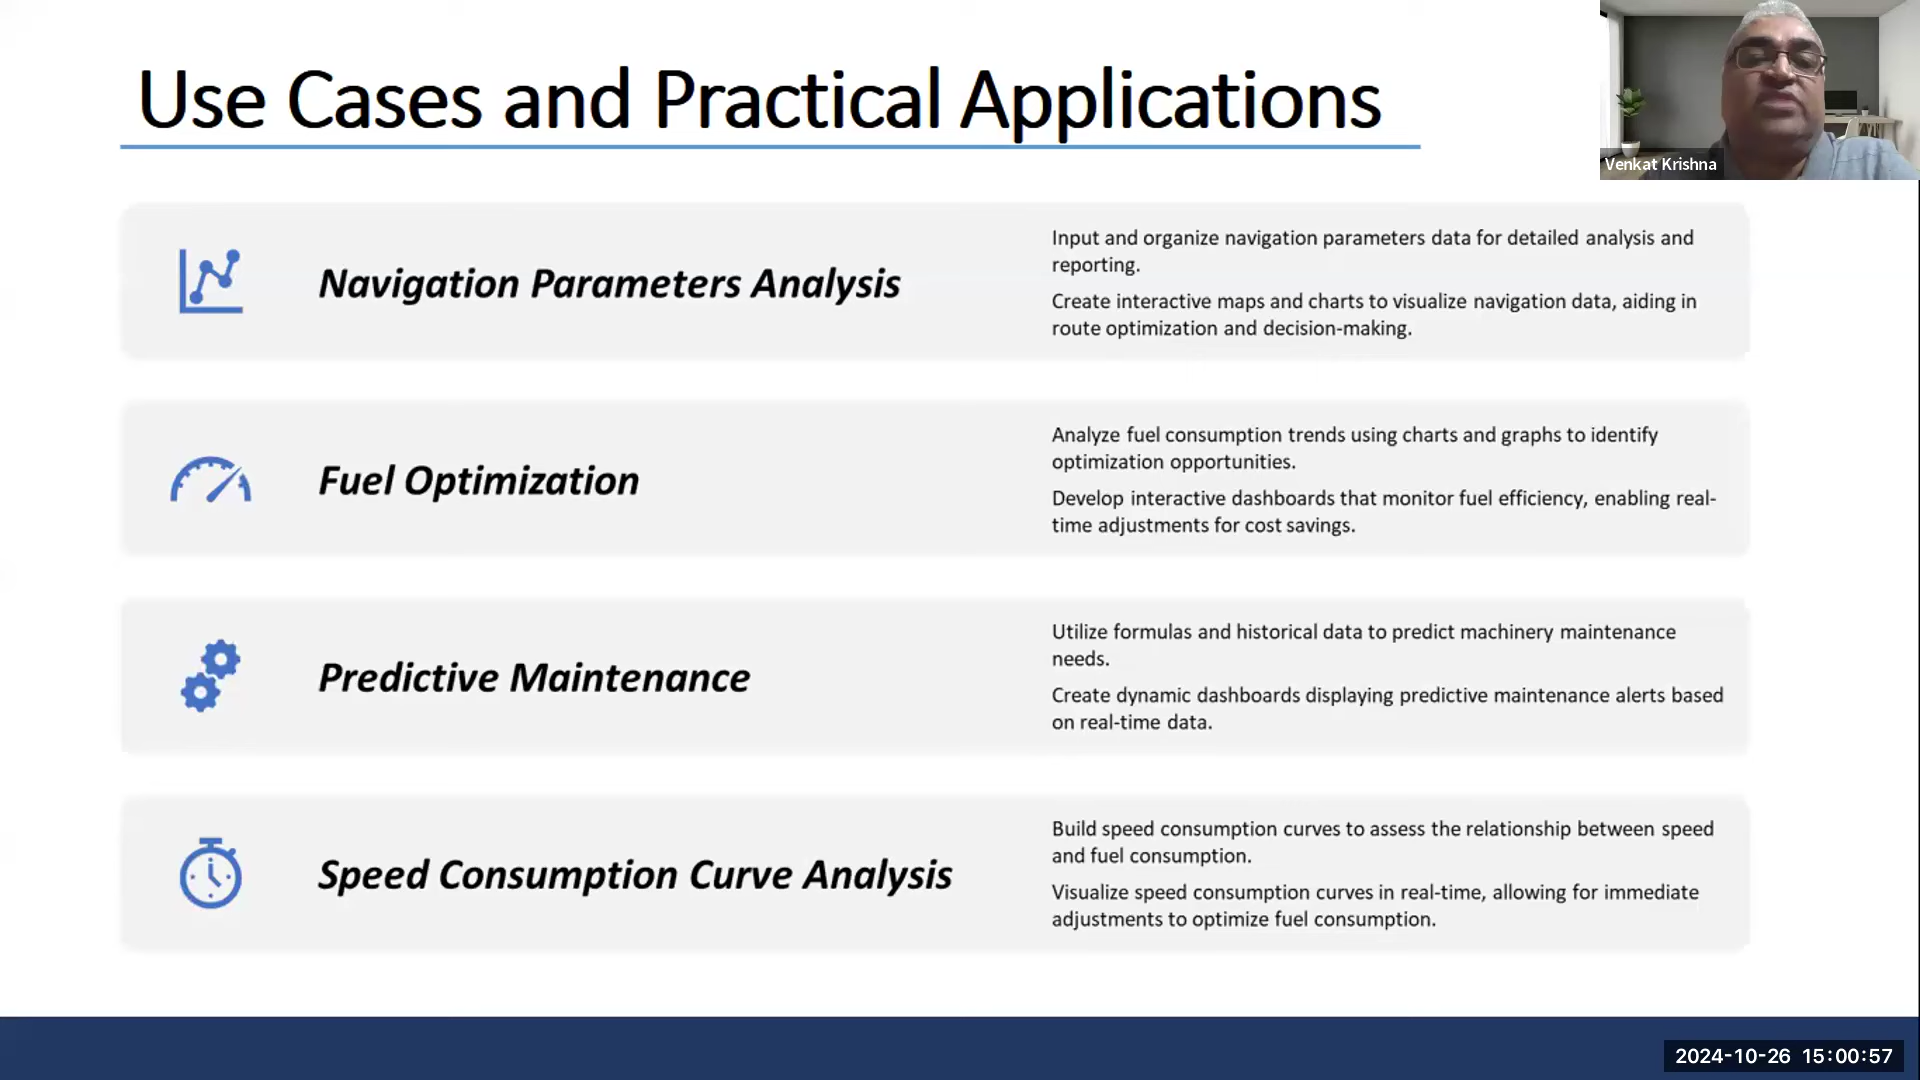 Use Cases and Practical Applications
Venkat Krishna
Navigation Parameters Analysis
Input and organize navigation parameters data for detailed analysis and
reporting.
Create interactive maps and charts to visualize navigation data, aiding in
route optimization and decision-making.
Fuel Optimization
Analyze fuel consumption trends using charts and graphs to identify
optimization opportunities.
Develop interactive dashboards that monitor fuel efficiency, enabling real-
time adjustments for cost savings.
Predictive Maintenance
Utilize formulas and historical data to predict machinery maintenance
needs.
Create dynamic dashboards displaying predictive maintenance alerts based
on real-time data.
Speed Consumption Curve Analysis
Build speed consumption curves to assess the relationship between speed
and fuel consumption.
Visualize speed consumption curves in real-time, allowing for immediate
adjustments to optimize fuel consumption.
2024-10-26 15:00:57